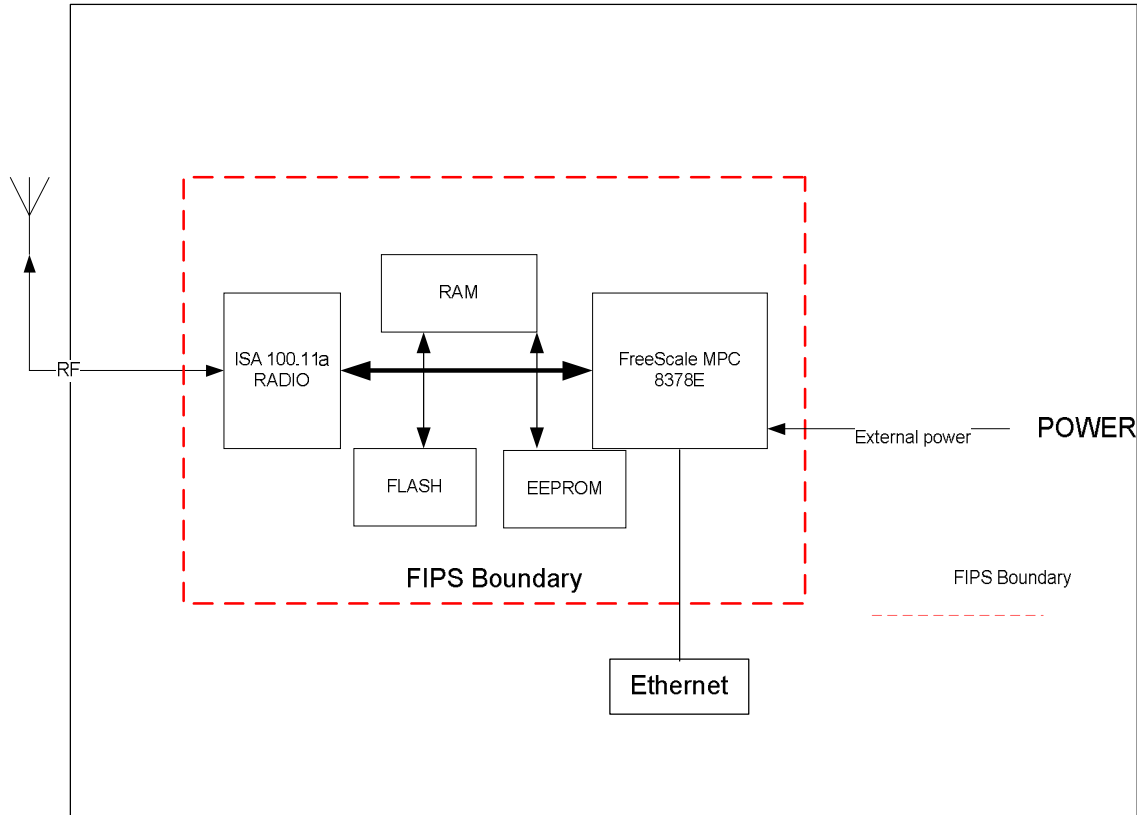 RAM
ISA 100.11a
RADIO
FreeScale MPC
8378E
RF
External power
POWER
FLASH
EEPROM
FIPS Boundary
FIPS Boundary
Ethernet